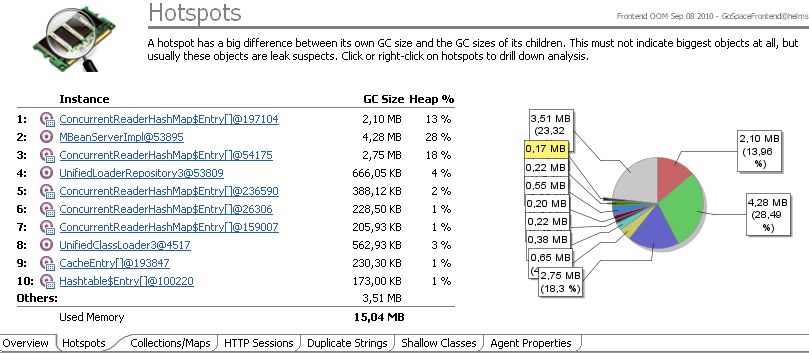 Hotspots
Frontend OOM Sep 08 2010 - GoSpaceFrontend@helms
A hotspot has a big difference between its own GC size and the GC sizes of its children. This must not indicate biggest objects at all, but
usually these objects are leak suspects. Click or right-click on hotspots to drill down analysis.
Instance GC Size Heap %
1: ConcurrentReaderHashMap$Entry[]@197104 2,10 MB 13 %
2: MBeanServerImpl@53895 4,28 MB 28 %
3: ConcurrentReaderHashMap$Entry[]@54175 2,75 MB 18 %
4: UnifiedLoaderRepository3@53809 666,05 KB 4 %
5: ConcurrentReaderHashMap$Entry[]@236590 388,12 KB 2 %
6: ConcurrentReaderHashMap$Entry[]@26306 228,50 KB 1 %
7: ConcurrentReaderHashMap$Entry[]@159007 205,93 KB 1 %
8: UnifiedClassLoader3@4517 562,93 KB 3 %
9: CacheEntry[]@193847 230,30 KB 1 %
10: Hashtable$Entry[]@100220 173,00 KB 1 %
Others: 3,51 MB
Used Memory 15,04 MB
3,51 MB
(23,32
0,17 MB
0,22 MB
0,55 MB
0,20 MB
0,22 MB
0,38 MB
0,65 MB
2,75 MB
(18,3 %)
2,10 MB
(13,96
%)
4,28 MB
(28,49
%)
Overview Hotspots Collections/Maps HTTP Sessions Duplicate Strings Shallow Classes Agent Properties